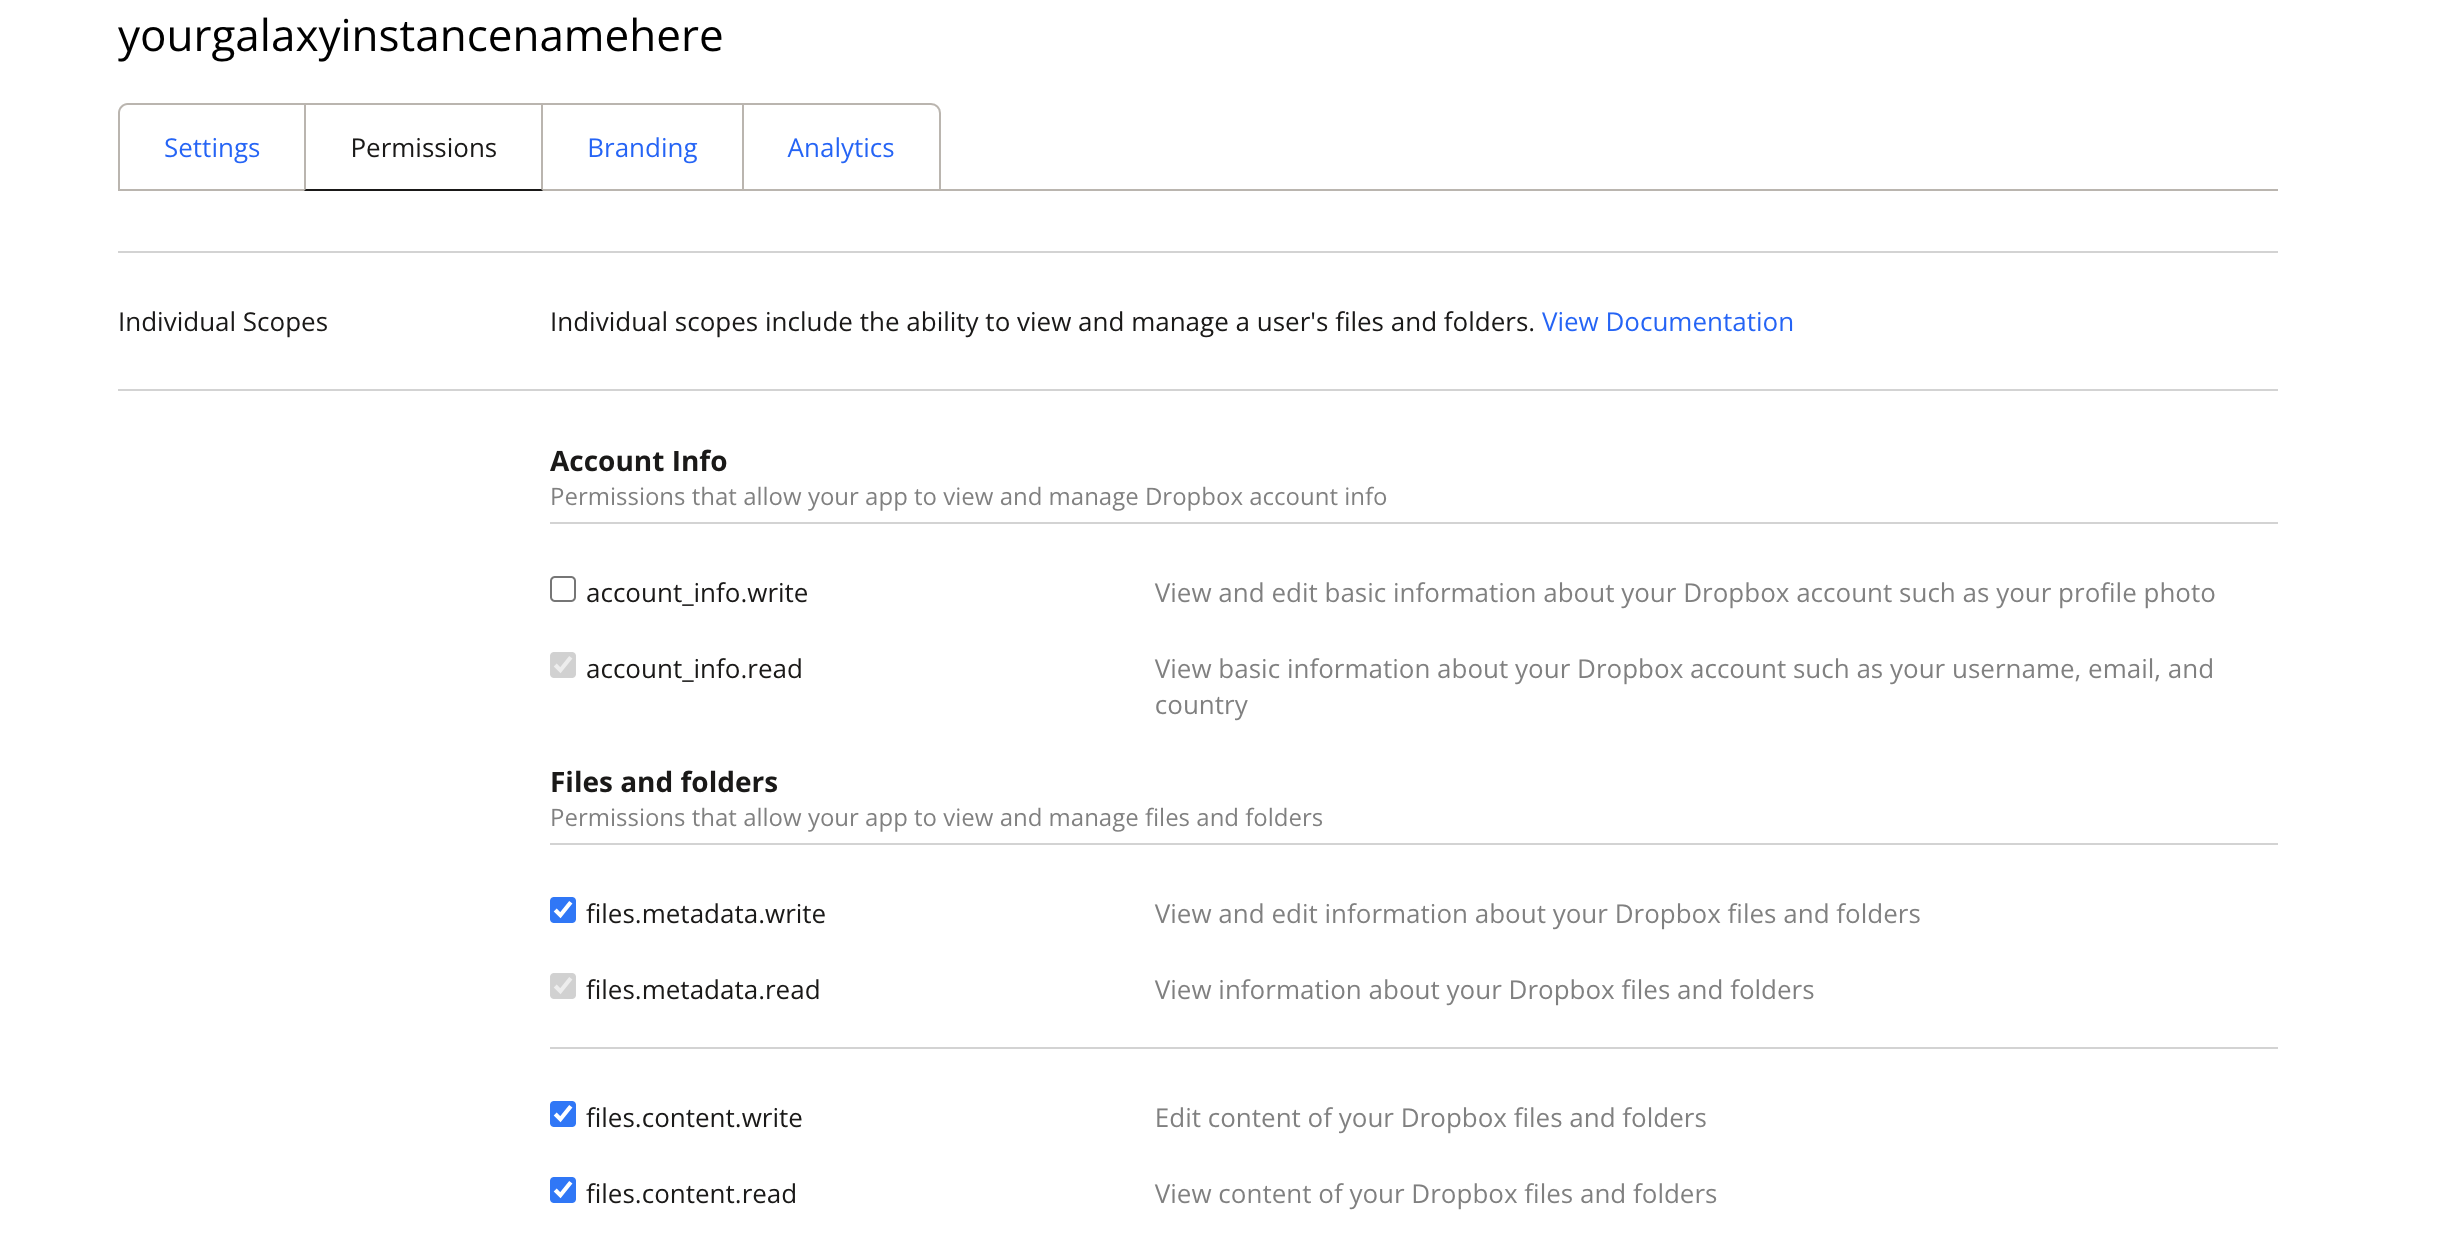 yourgalaxyinstancenamehere
Settings
Permissions
Branding
Analytics
Individual Scopes
Individual scopes include the ability to view and manage a user's files and folders. View Documentation
Account Info
Permissions that allow your app to view and manage Dropbox account info
account_info.write
View and edit basic information about your Dropbox account such as your profile photo
account_info.read
View basic information about your Dropbox account such as your username, email, and
country
Files and folders
Permissions that allow your app to view and manage files and folders
files.metadata.write
View and edit information about your Dropbox files and folders
files.metadata.read
View information about your Dropbox files and folders
files.content.write
Edit content of your Dropbox files and folders
files.content.read
View content of your Dropbox files and folders